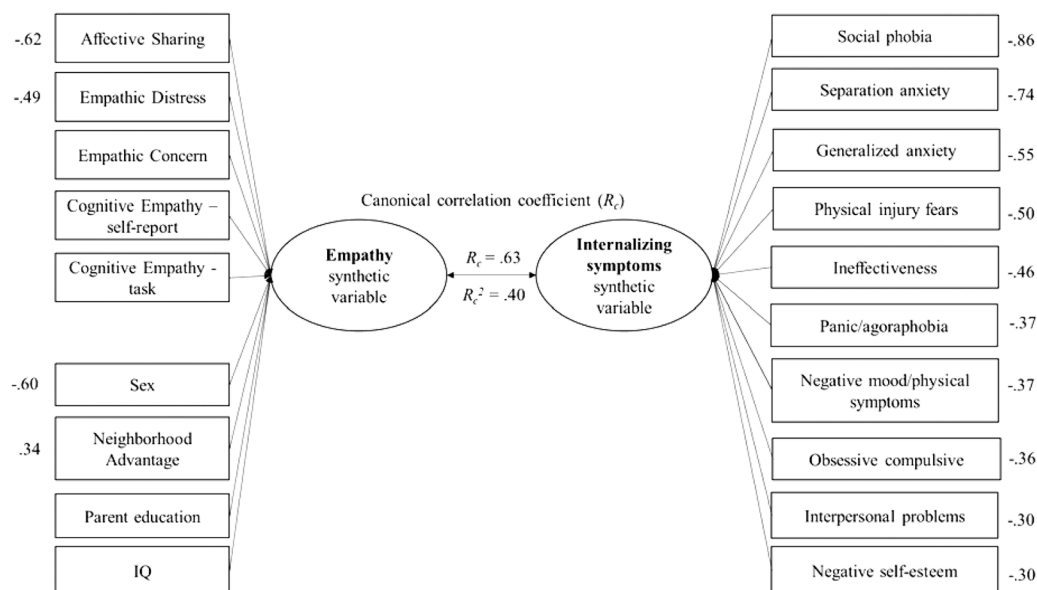 -.62
Affective Sharing
-.49
Empathic Distress
Empathic Concern
Cognitive Empathy –
self-report
Cognitive Empathy -
task
-.60
Sex
.34
Neighborhood
Advantage
Parent education
IQ
Canonical correlation coefficient (Rc)
Empathy
synthetic
variable
Rc = .63
Rc² = .40
Internalizing
symptoms
synthetic
variable
Social phobia
-.86
Separation anxiety
-.74
Generalized anxiety
-.55
Physical injury fears
-.50
Ineffectiveness
-.46
Panic/agoraphobia
-.37
Negative mood/physical
symptoms
-.37
Obsessive compulsive
-.36
Interpersonal problems
-.30
Negative self-esteem
-.30